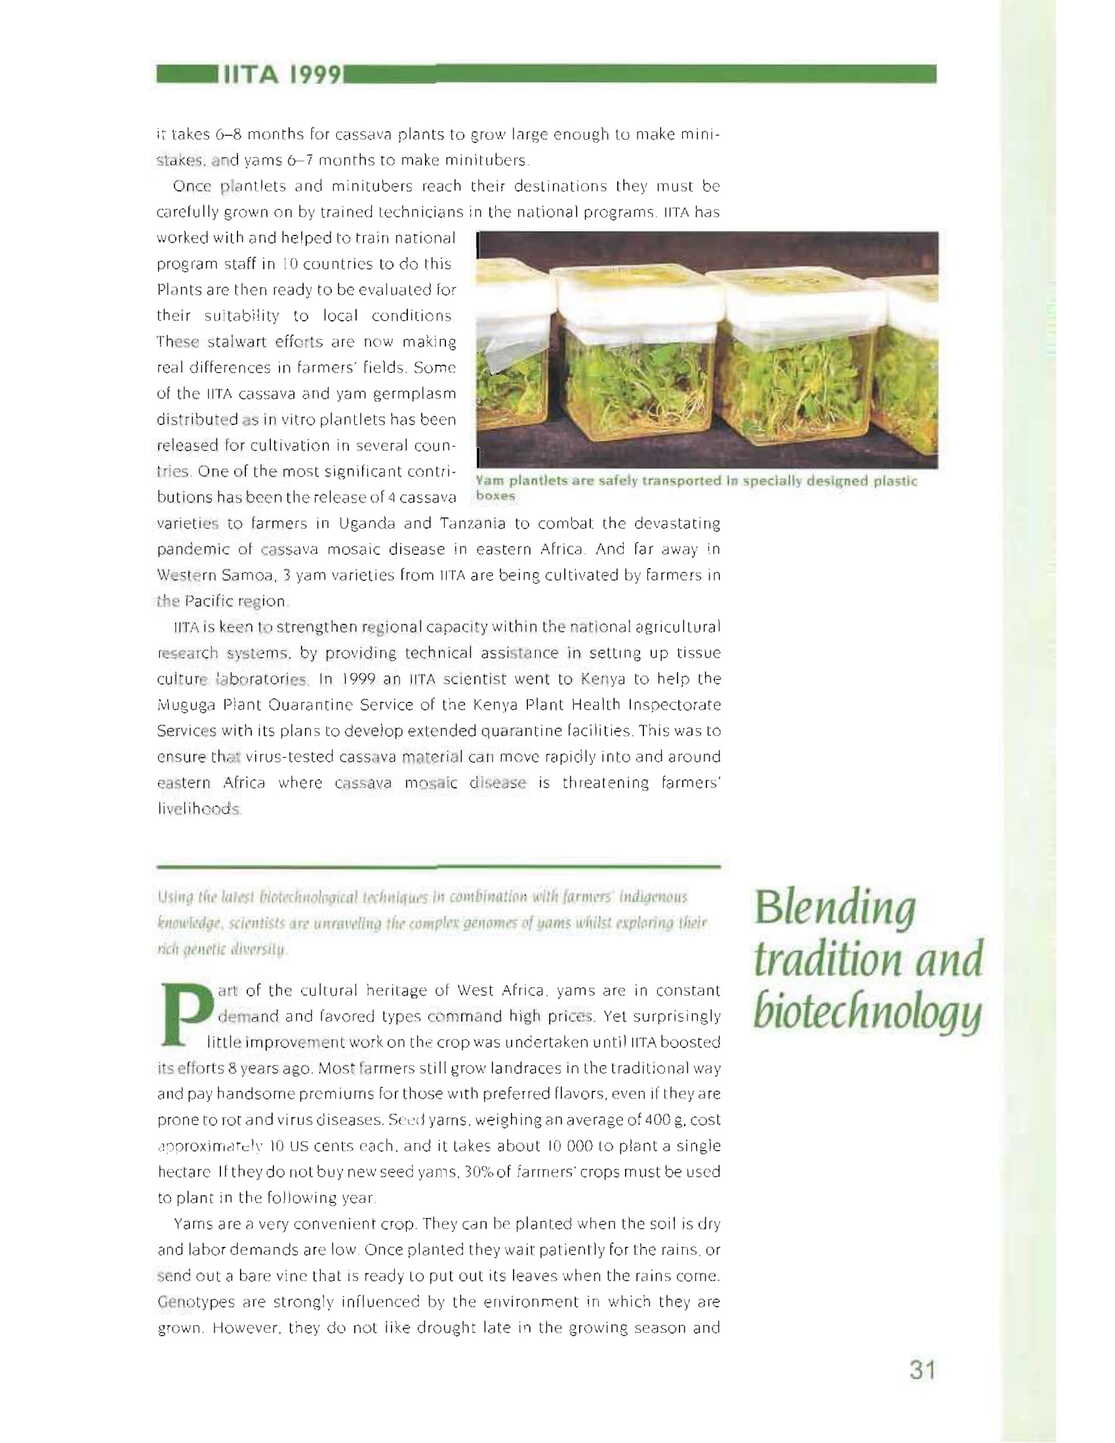 IITA 1999
it takes 6–8 months for cassava plants to grow large enough to make mini-
stakes, and yams 6–7 months to make minitubers.
Once plantlets and minitubers reach their destinations they must be
carefully grown on by trained technicians in the national programs. IITA has
worked with and helped to train national
program staff in 10 countries to do this.
Plants are then ready to be evaluated for
their suitability to local conditions.
These stalwart efforts are now making
real differences in farmers' fields. Some
of the IITA cassava and yam germplasm
distributed as in vitro plantlets has been
released for cultivation in several coun-
tries. One of the most significant contri-
butions has been the release of 4 cassava
Yam plantlets are safely transported in specially designed plastic
boxes
varieties to farmers in Uganda and Tanzania to combat the devastating
pandemic of cassava mosaic disease in eastern Africa. And far away in
Western Samoa, 3 yam varieties from IITA are being cultivated by farmers in
the Pacific region.
IITA is keen to strengthen regional capacity within the national agricultural
research systems, by providing technical assistance in setting up tissue
culture laboratories. In 1999 an IITA scientist went to Kenya to help the
Muguga Plant Quarantine Service of the Kenya Plant Health Inspectorate
Services with its plans to develop extended quarantine facilities. This was to
ensure that virus-tested cassava material can move rapidly into and around
eastern Africa where cassava mosaic disease is threatening farmers'
livelihoods.
Using the latest biotechnological techniques in combination with farmers' indigenous
knowledge, scientists are unraveling the complex genomes of yams whilst exploring their
rich genetic diversity.
Blending
tradition and
biotechnology
Part of the cultural heritage of West Africa, yams are in constant
demand and favored types command high prices. Yet surprisingly
little improvement work on the crop was undertaken until IITA boosted
its efforts 8 years ago. Most farmers still grow landraces in the traditional way
and pay handsome premiums for those with preferred flavors, even if they are
prone to rot and virus diseases. Seed yams, weighing an average of 400 g, cost
approximately 10 US cents each, and it takes about 10 000 to plant a single
hectare. If they do not buy new seed yams, 30% of farmers' crops must be used
to plant in the following year.
Yams are a very convenient crop. They can be planted when the soil is dry
and labor demands are low. Once planted they wait patiently for the rains, or
send out a bare vine that is ready to put out its leaves when the rains come.
Genotypes are strongly influenced by the environment in which they are
grown. However, they do not like drought late in the growing season and
31